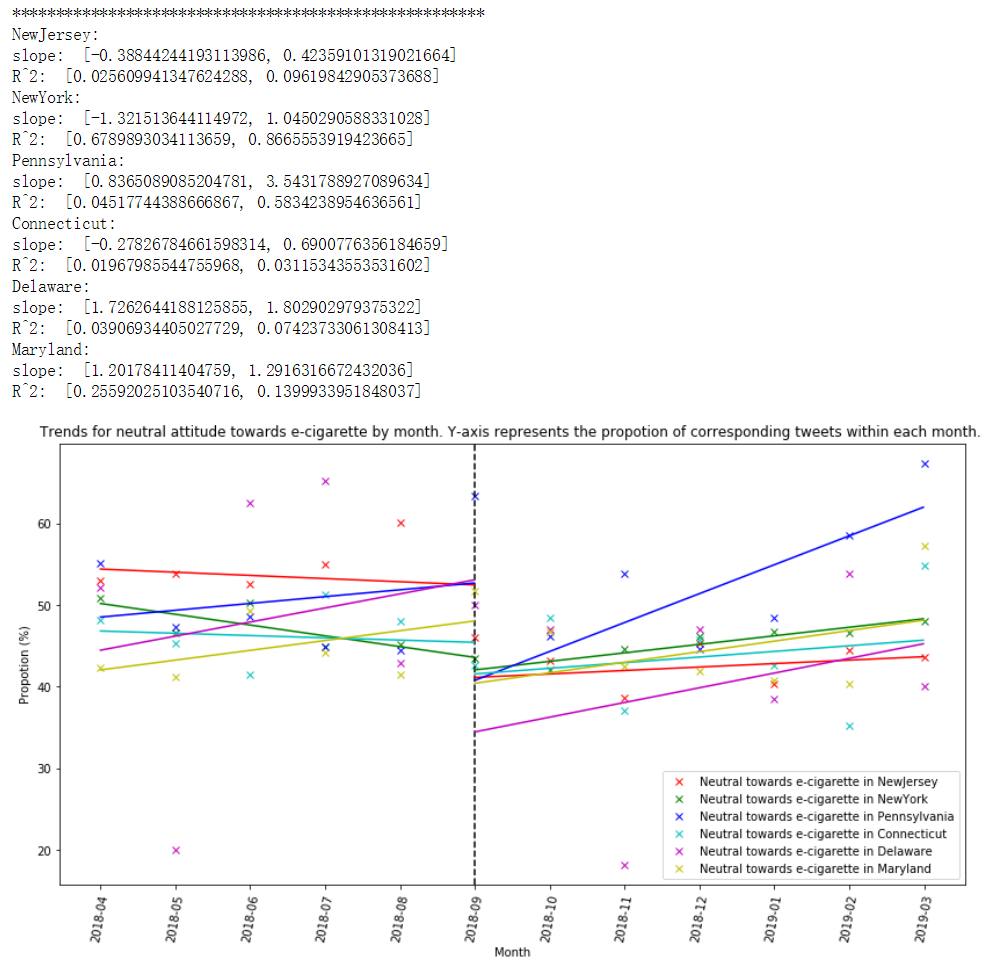 ******************************************************
NewJersey:
slope:  [-0.38844244193113986, 0.42359101319021664]
R^2:  [0.025609941347624288, 0.09619842905373688]
NewYork:
slope:  [-1.321513644114972, 1.0450290588331028]
R^2:  [0.6789893034113659, 0.8665553919423665]
Pennsylvania:
slope:  [0.8365089085204781, 3.5431788927089634]
R^2:  [0.04517744388666867, 0.5834238954636561]
Connecticut:
slope:  [-0.27826784661598314, 0.6900776356184659]
R^2:  [0.01967985544755968, 0.03115343553531602]
Delaware:
slope:  [1.7262644188125855, 1.802902979375322]
R^2:  [0.03906934405027729, 0.07423733061308413]
Maryland:
slope:  [1.20178411404759, 1.2916316672432036]
R^2:  [0.25592025103540716, 0.1399933951848037]
Trends for neutral attitude towards e-cigarette by month. Y-axis represents the propotion of corresponding tweets within each month.
Propotion (%)
60
50
40
30
20
Neutral towards e-cigarette in NewJersey
Neutral towards e-cigarette in NewYork
Neutral towards e-cigarette in Pennsylvania
Neutral towards e-cigarette in Connecticut
Neutral towards e-cigarette in Delaware
Neutral towards e-cigarette in Maryland
2018-04
2018-05
2018-06
2018-07
2018-08
2018-09
2018-10
2018-11
2018-12
2019-01
2019-02
2019-03
Month